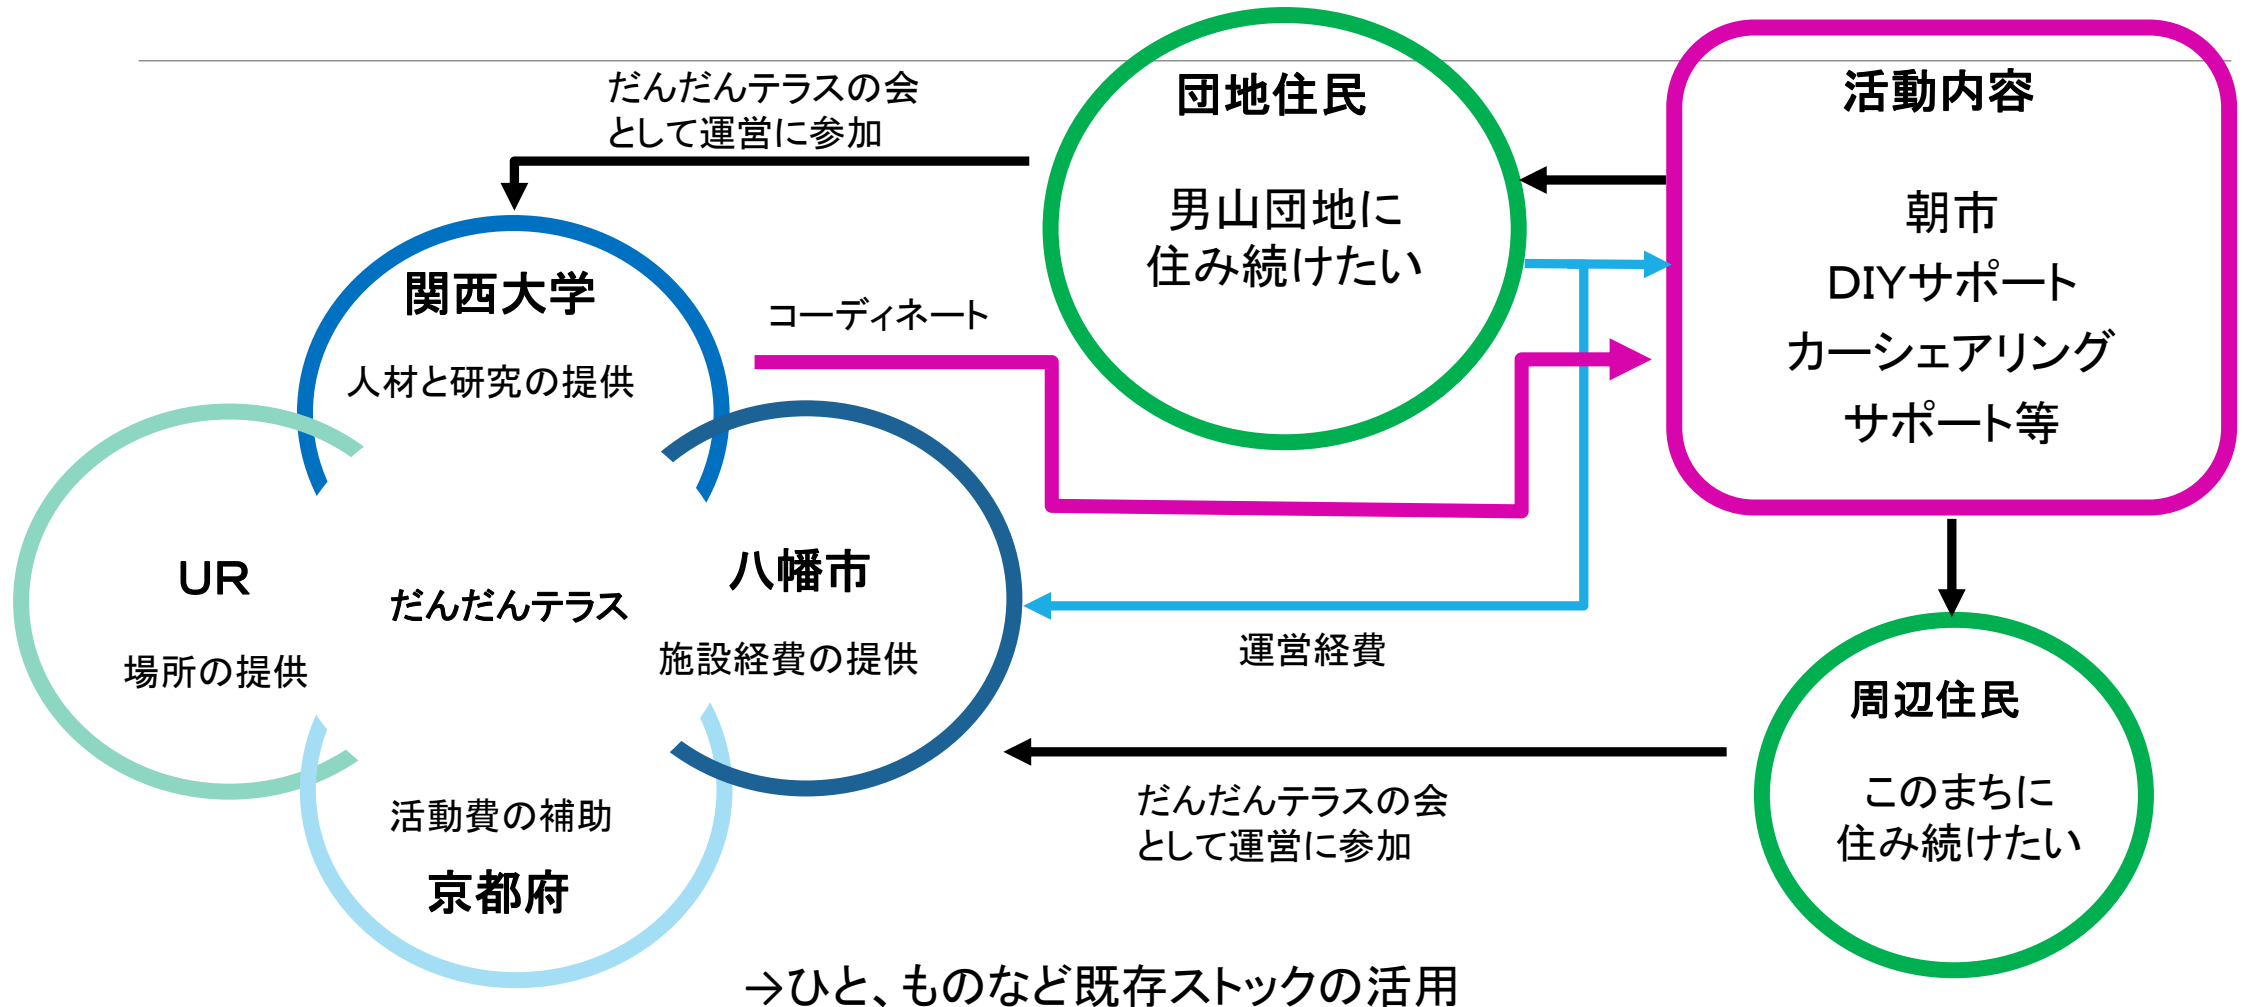 だんだんテラスの会
として運営に参加
団地住民
男山団地に
住み続けたい
活動内容
朝市
DIYサポート
カーシェアリング
サポート等
関西大学
人材と研究の提供
コーディネート
UR
場所の提供
だんだんテラス
八幡市
施設経費の提供
運営経費
活動費の補助
京都府
周辺住民
このまちに
住み続けたい
だんだんテラスの会
として運営に参加
→ひと、ものなど既存ストックの活用